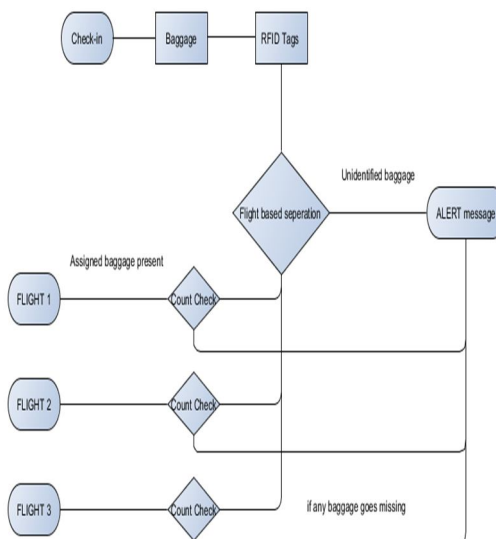 Check-in
Baggage
RFID Tags
Unidentified baggage
Flight based seperation
ALERT message
Assigned baggage present
FLIGHT 1
Count Check
FLIGHT 2
Count Check
FLIGHT 3
Count Check
if any baggage goes missing